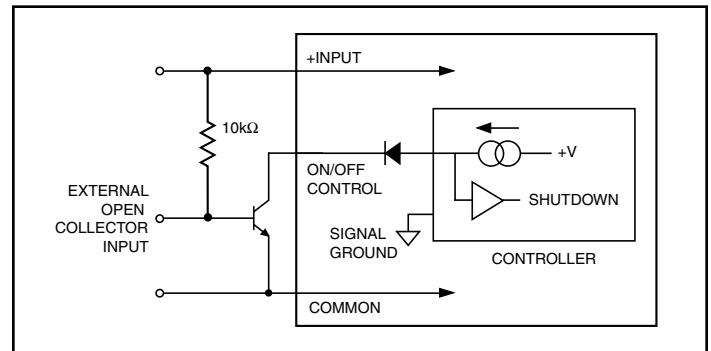 +INPUT
10kΩ
ON/OFF
CONTROL
+V
SHUTDOWN
EXTERNAL
OPEN
COLLECTOR
INPUT
SIGNAL
GROUND
CONTROLLER
COMMON